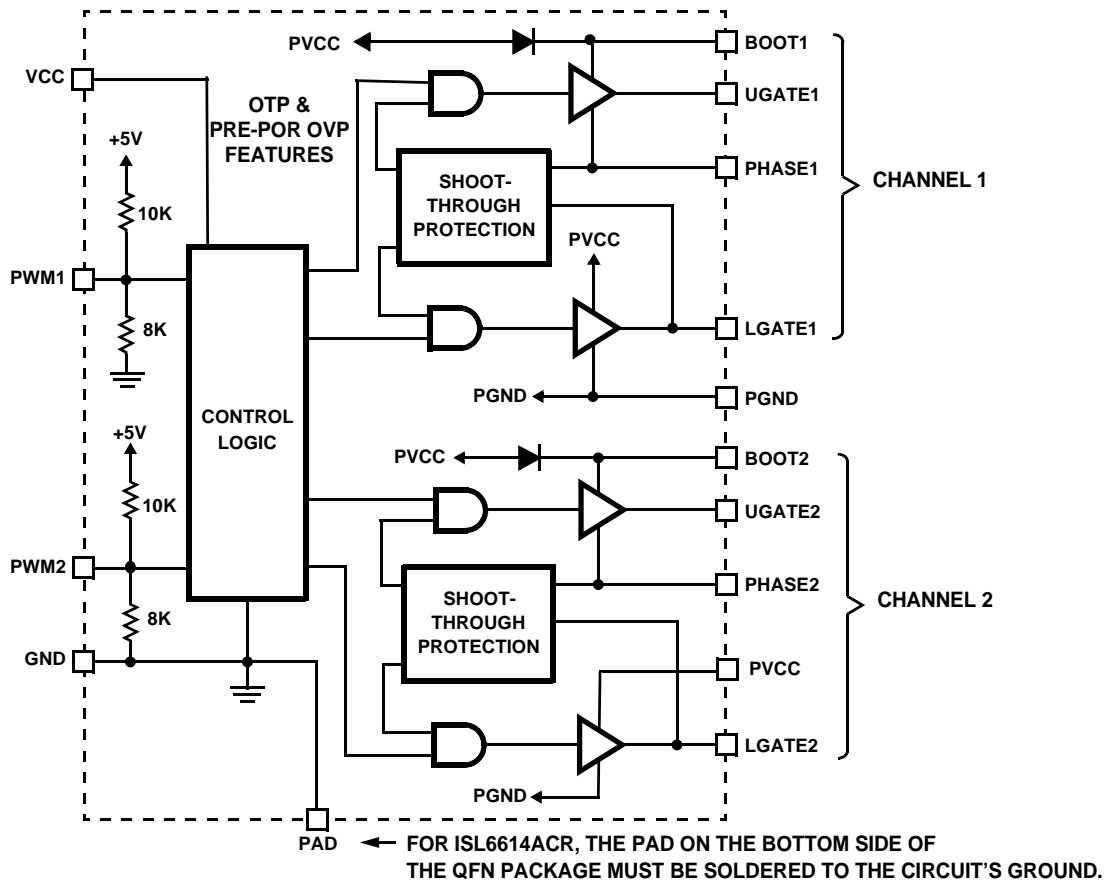 PVCC
BOOT1
VCC
OTP &
PRE-POR OVP
FEATURES
UGATE1
+5V
10K
SHOOT-
THROUGH
PROTECTION
PHASE1
CHANNEL 1
PVCC
PWM1
8K
LGATE1
PGND
PGND
CONTROL
LOGIC
+5V
PVCC
BOOT2
10K
UGATE2
PWM2
PHASE2
SHOOT-
THROUGH
PROTECTION
CHANNEL 2
8K
GND
PVCC
LGATE2
PGND
PAD
FOR ISL6614ACR, THE PAD ON THE BOTTOM SIDE OF
THE QFN PACKAGE MUST BE SOLDERED TO THE CIRCUIT'S GROUND.